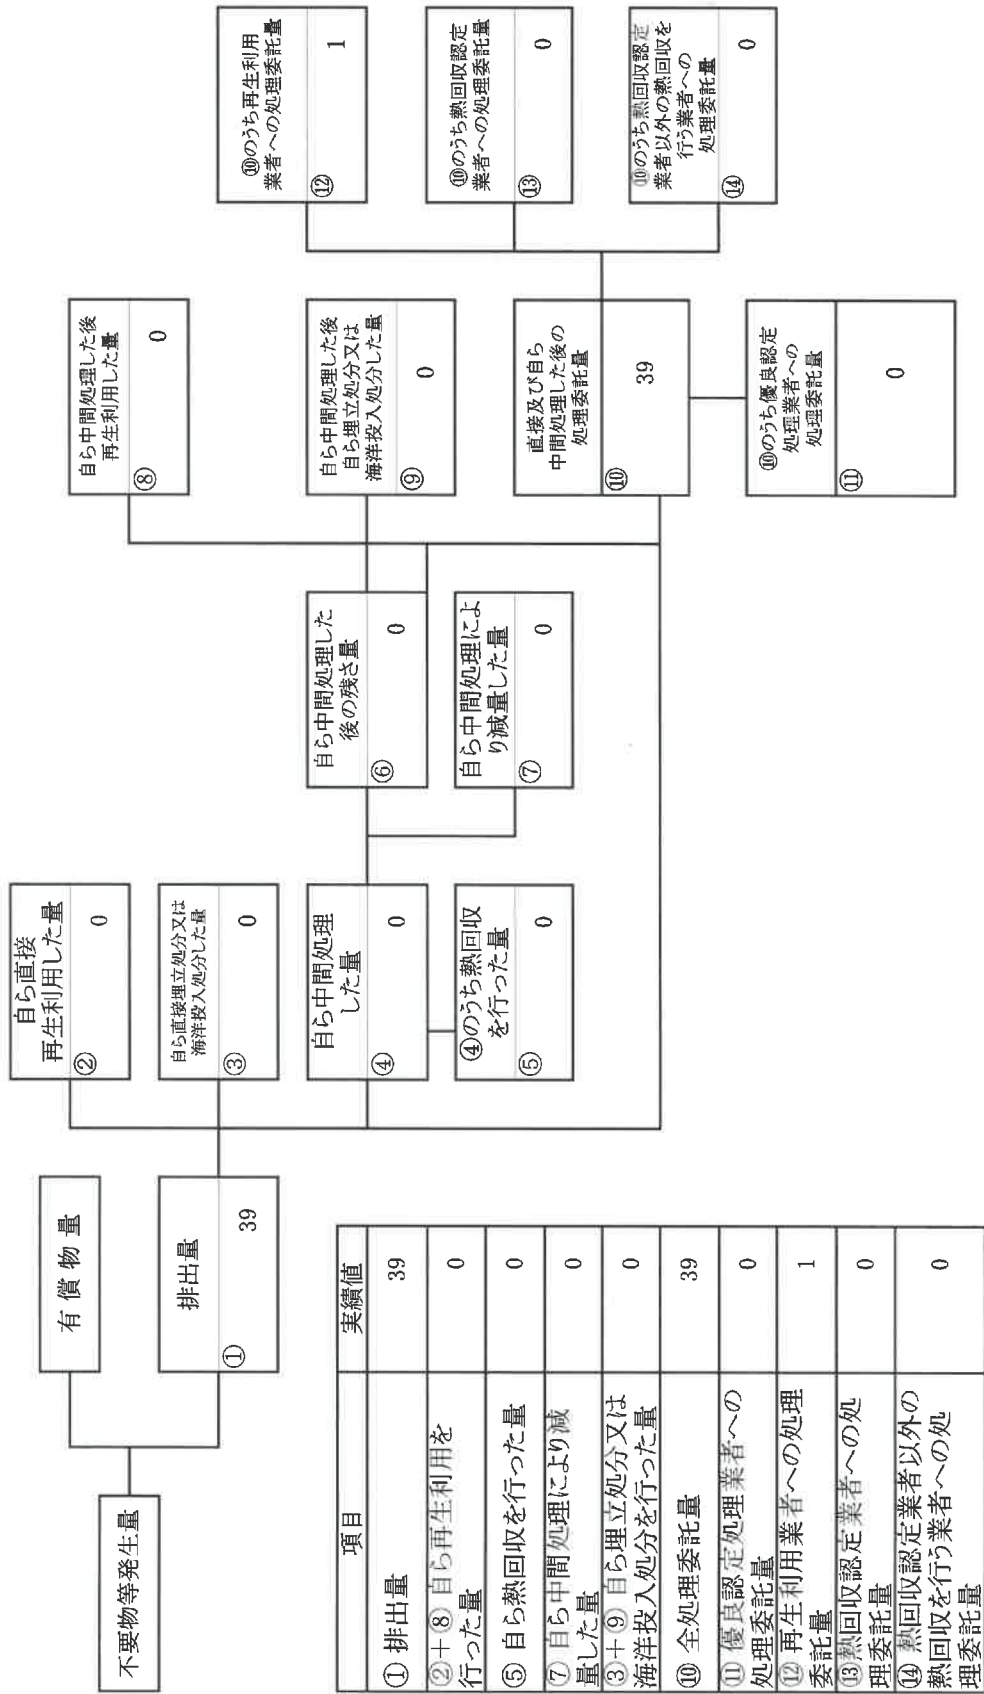 不要物等発生量
有償物量
排出量
①
39
自ら直接
再生利用した量
②
0
自ら直接埋立処分又は
海洋投入処分した量
③
0
自ら中間処理
した量
④
0
④のうち熱回収
を行った量
⑤
0
自ら中間処理した
後の残さ量
⑥
0
自ら中間処理によ
り減量した量
⑦
0
自ら中間処理した後
再生利用した量
⑧
0
自ら中間処理した後
自ら埋立処分又は
海洋投入処分した量
⑨
0
直接及び自ら
中間処理した後の
処理委託量
⑩
39
⑩のうち優良認定
処理業者への
処理委託量
⑪
0
⑩のうち再生利用
業者への処理委託量
⑫
1
⑩のうち熱回収認定
業者への処理委託量
⑬
0
⑩のうち熱回収認定
業者以外の熱回収を
行う業者への
処理委託量
⑭
0
項目 実績値
① 排出量 39
②+⑧ 自ら再生利用を
行った量 0
⑤ 自ら熱回収を行った量 0
⑦ 自ら中間処理により減
量した量 0
③+⑨ 自ら埋立処分又は
海洋投入処分を行った量 0
⑩ 全処理委託量 39
⑪ 優良認定処理業者への
処理委託量 0
⑫ 再生利用業者への処理
委託量 1
⑬熱回収認定業者への処
理委託量 0
⑭ 熱回収認定業者以外の
熱回収を行う業者への処
理委託量 0